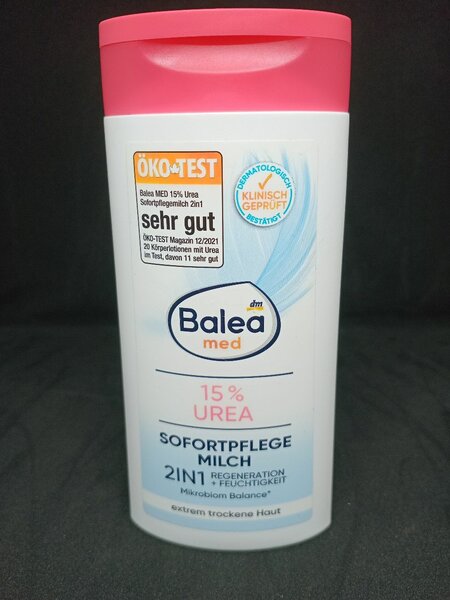 ÖKO-TEST
Balea MED 15% Urea
Sofortpflegemilch 2in1
sehr gut
ÖKO-TEST Magazin 12/2021
20 Körperlotionen mit Urea
im Test, davon 11 sehr gut
DERMATOLOGISCH
KLINISCH
GEPRÜFT
BESTÄTIGT
dm
Balea
med
15%
UREA
SOFORTPFLEGE
MILCH
2IN1 REGENERATION
+ FEUCHTIGKEIT
Mikrobiom Balance*
extrem trockene Haut